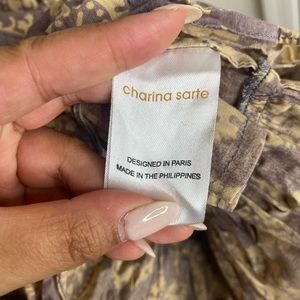 charina sarte
DESIGNED IN PARIS
MADE IN THE PHILIPPINES